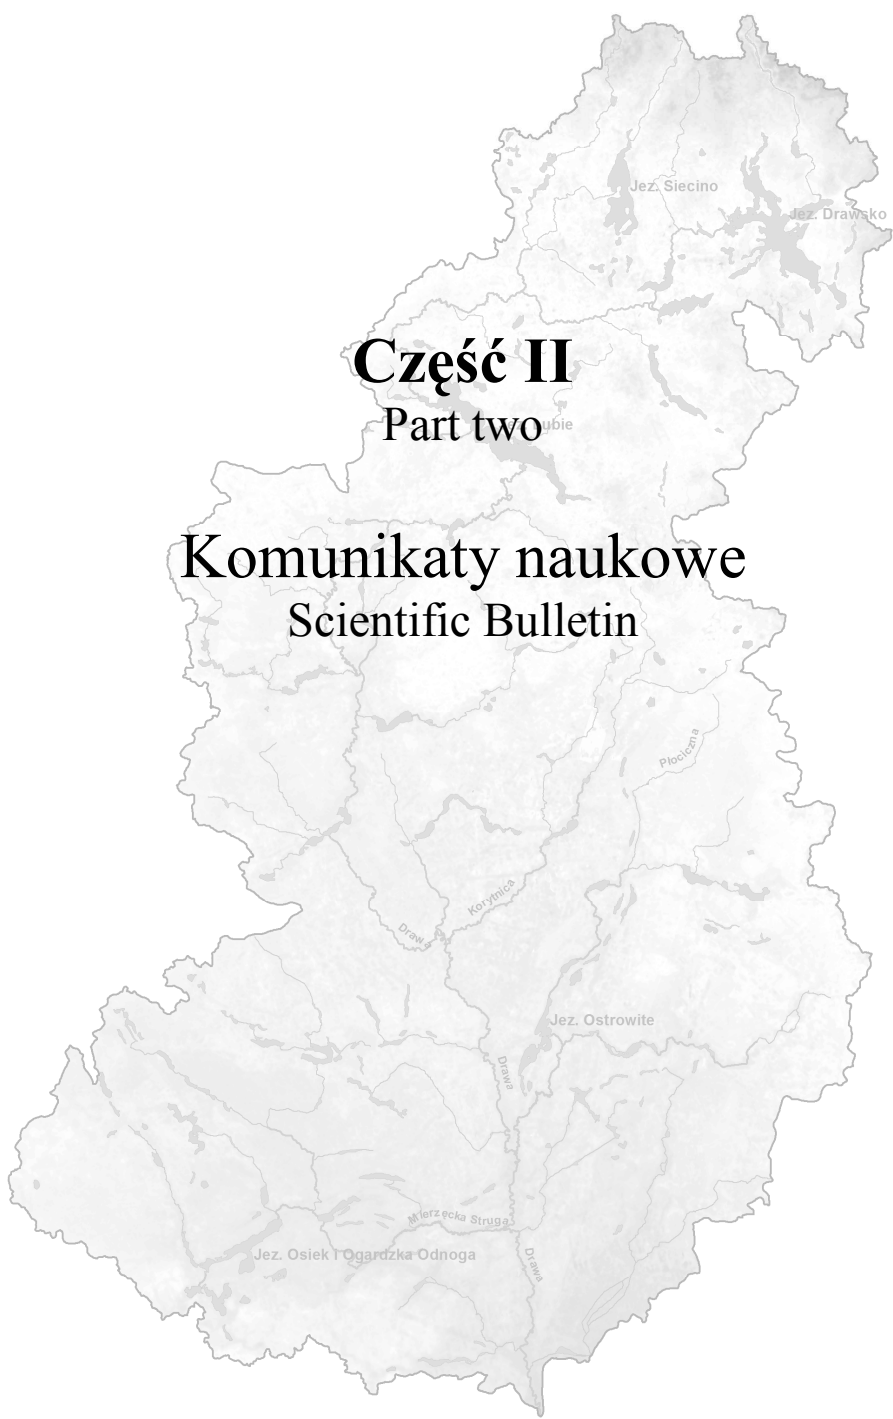 Jez. Siecino
Jez. Drawsko
Część II
Part two
Komunikaty naukowe
Scientific Bulletin
Płociczna
Korytnica
Drawa
Jez. Ostrowite
Drawa
Mierzęcka Struga
Jez. Osiek i Ogardzka Odnoga
Drawa